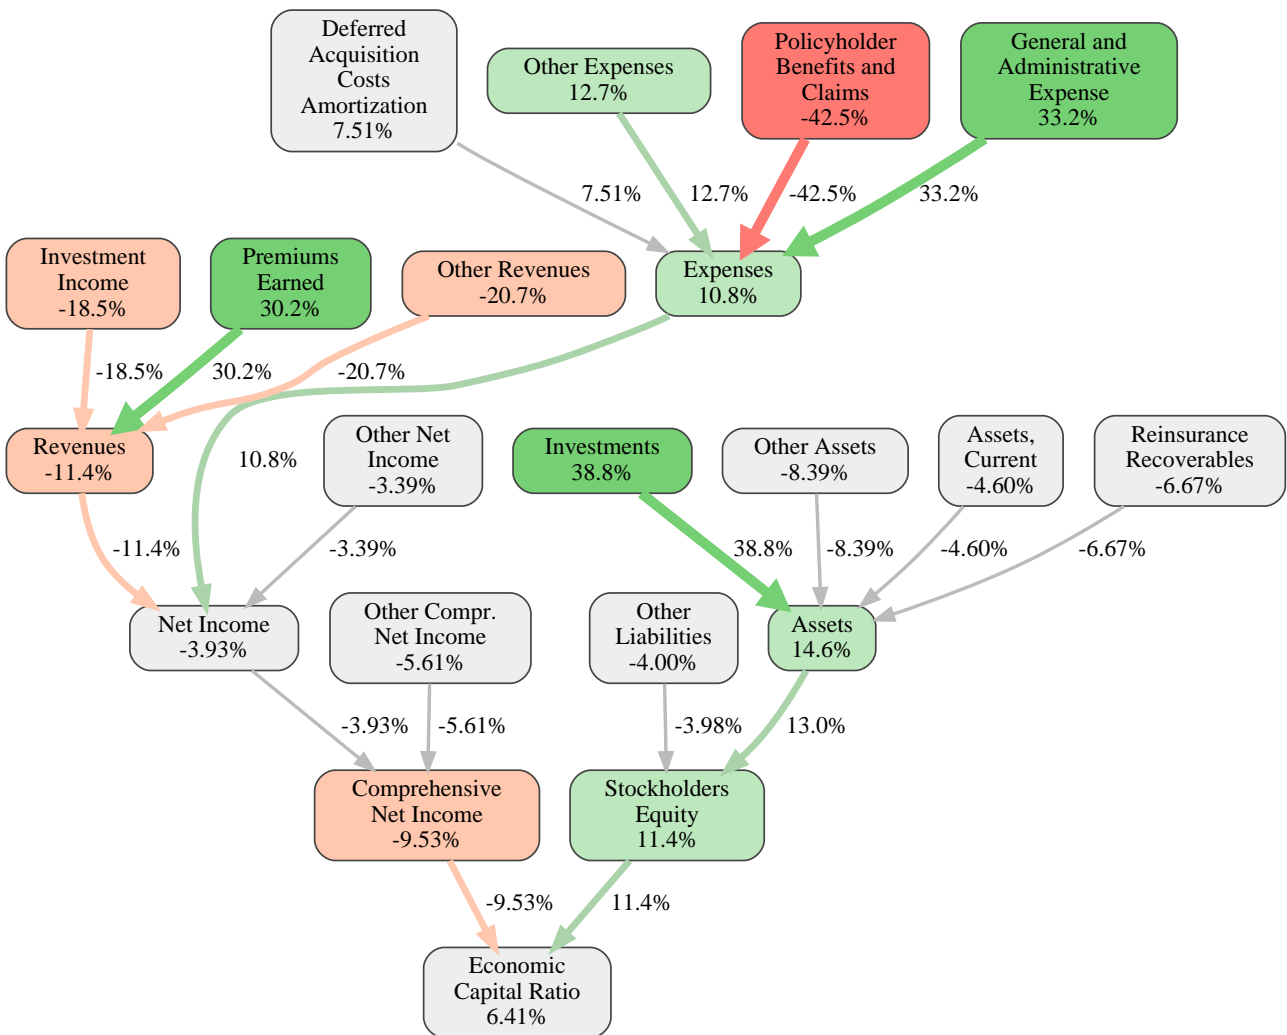 Deferred
Acquisition
Costs
Amortization
7.51%
Other Expenses
12.7%
Policyholder
Benefits and
Claims
-42.5%
General and
Administrative
Expense
33.2%
7.51%
12.7%
-42.5%
33.2%
Investment
Income
-18.5%
Premiums
Earned
30.2%
Other Revenues
-20.7%
Expenses
10.8%
-18.5%
30.2%
-20.7%
Revenues
-11.4%
10.8%
Other Net
Income
-3.39%
Investments
38.8%
Other Assets
-8.39%
Assets,
Current
-4.60%
Reinsurance
Recoverables
-6.67%
-11.4%
-3.39%
38.8%
-8.39%
-4.60%
-6.67%
Net Income
-3.93%
Other Compr.
Net Income
-5.61%
Other
Liabilities
-4.00%
Assets
14.6%
-3.93%
-5.61%
-3.98%
13.0%
Comprehensive
Net Income
-9.53%
Stockholders
Equity
11.4%
-9.53%
11.4%
Economic
Capital Ratio
6.41%